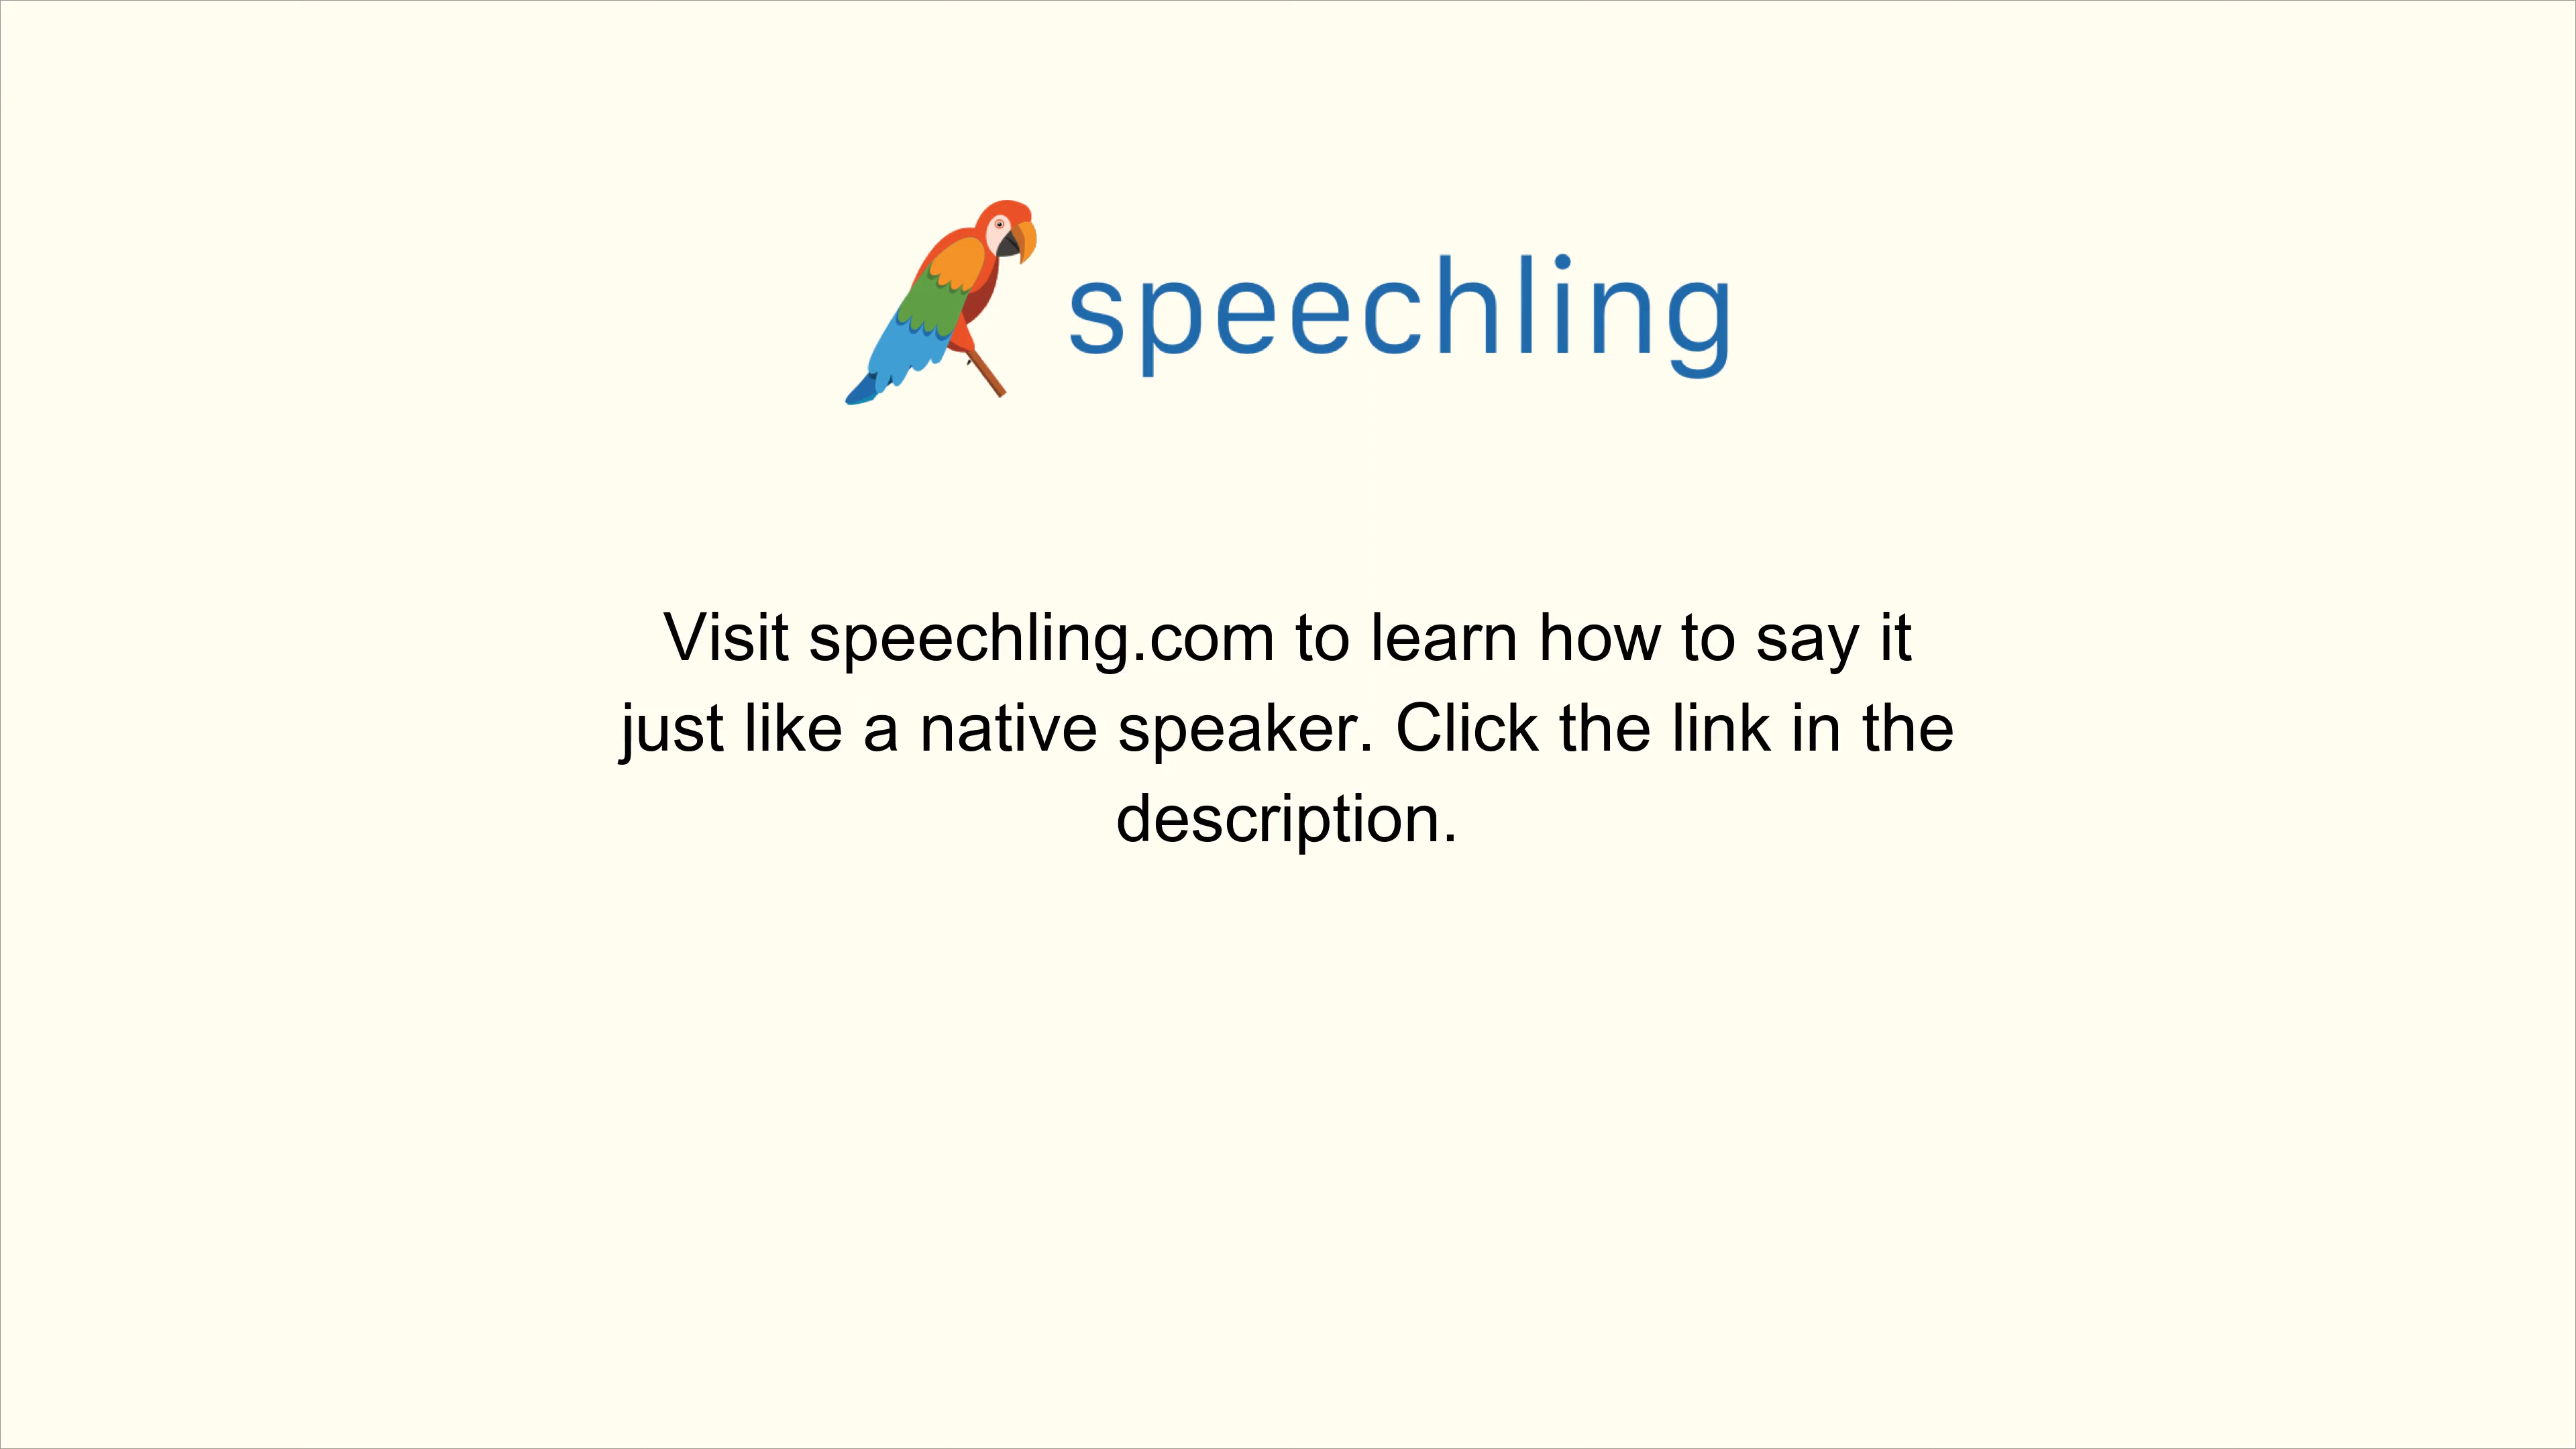 speechling
Visit speechling.com to learn how to say it
just like a native speaker. Click the link in the
description.